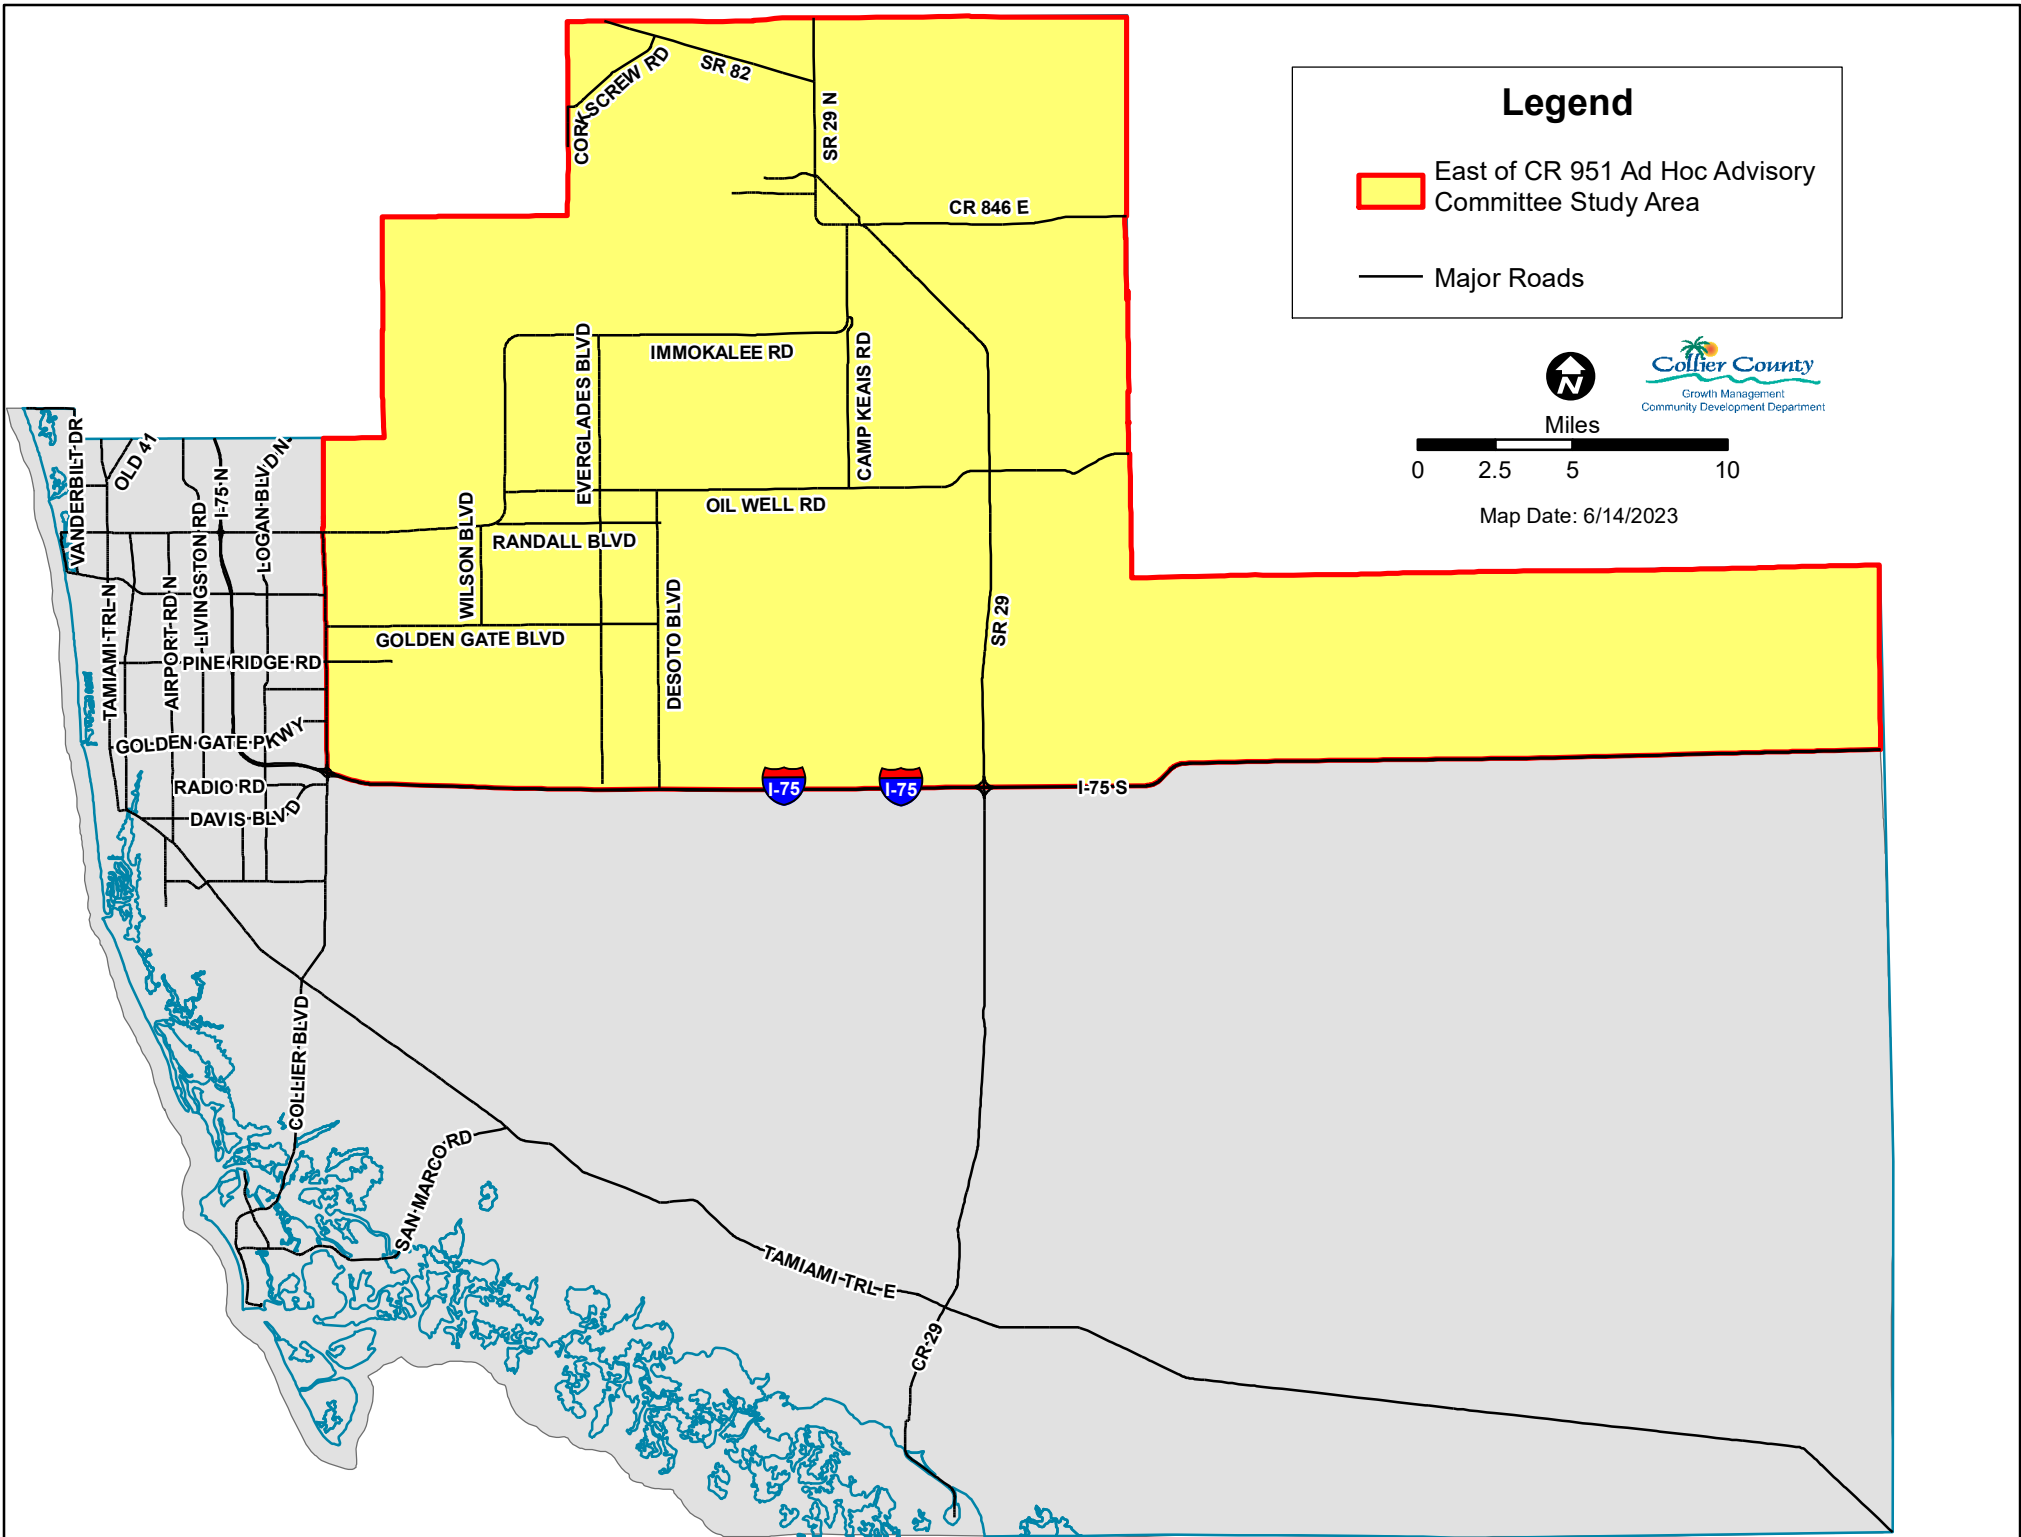 Legend
East of CR 951 Ad Hoc Advisory
Committee Study Area
Major Roads
N
Collier County
Growth Management
Community Development Department
Miles
0 2.5 5 10
Map Date: 6/14/2023
CORKSCREW RD
SR 82
SR 29 N
CR 846 E
EVERGLADES BLVD
IMMOKALEE RD
CAMP KEAIS RD
OIL WELL RD
WILSON BLVD
RANDALL BLVD
DESOTO BLVD
GOLDEN GATE BLVD
SR 29
VANDERBILT DR
OLD 41
I-75 N
LIVINGSTON RD
LOGAN BLVD N
TAMIAMI TRL N
AIRPORT RD N
PINE RIDGE RD
GOLDEN GATE PKWY
RADIO RD
DAVIS BLVD
I-75
I-75
I-75 S
COLLIER BLVD
SAN MARCO RD
TAMIAMI TRL E
CR 29